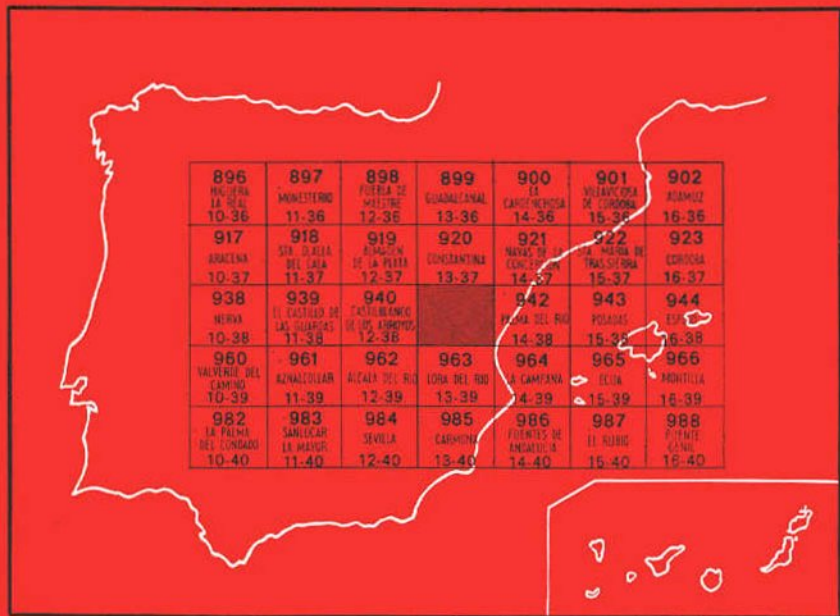 896 897 898 899 900 901 902
HIGUERA LA REAL MONESTERIO PUEBLA DE MAESTRE GUADALCANAL LA CARDENCHOSA VILLAVICIOSA DE CORDOBA ADAMUZ
10-36 11-36 12-36 13-36 14-36 15-36 16-36
917 918 919 920 921 922 923
ARACENA STA. OLALLA DEL CALA ALMADEN DE LA PLATA CONSTANTINA NAVAS DE LA CONCEPCION STA. MARIA DE TRASSIERRA CORDOBA
10-37 11-37 12-37 13-37 14-37 15-37 16-37
938 939 940 942 943 944
NERVA EL CASTILLO DE LAS GUARDAS CASTILBLANCO DE LOS ARROYOS PALMA DEL RIO POSADAS
10-38 11-38 12-38 14-38 15-38 16-38
960 961 962 963 964 965 966
VALVERDE DEL CAMINO AZNALCOLLAR ALCALA DEL RIO LORA DEL RIO LA CAMPANA ECIJA MONTILLA
10-39 11-39 12-39 13-39 14-39 15-39 16-39
982 983 984 985 986 987 988
LA PALMA DEL CONDADO SANLUCAR LA MAYOR SEVILLA CARMONA FUENTES DE ANDALUCIA EL RUBIO PUENTE GENIL
10-40 11-40 12-40 13-40 14-40 15-40 16-40